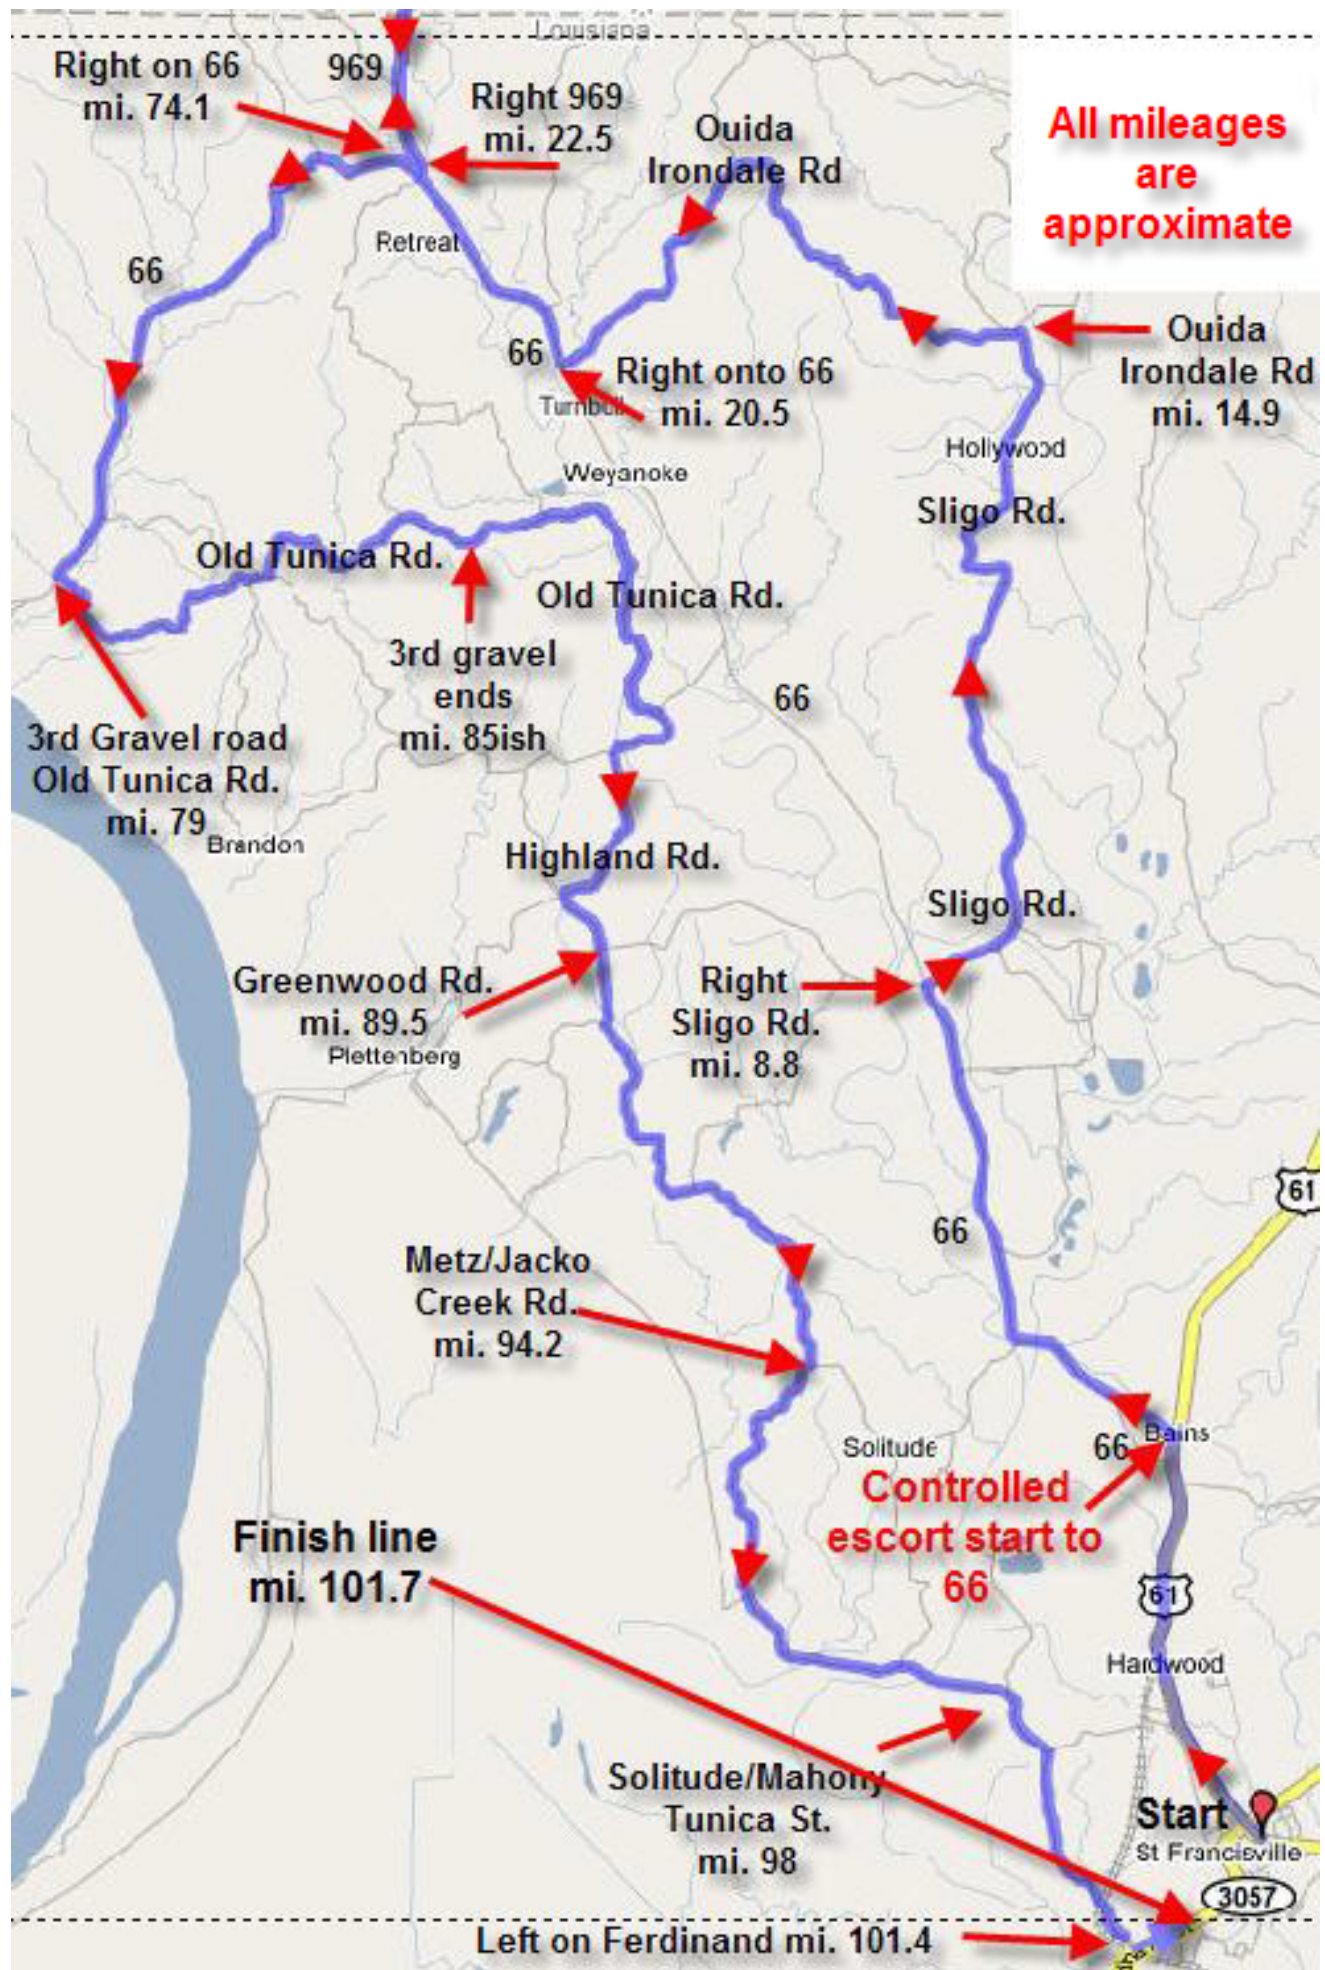 Louisiana
Right on 66
mi. 74.1
969
Right 969
mi. 22.5
Ouida
Irondale Rd
All mileages
are
approximate
Retreat
66
66
Right onto 66
mi. 20.5
Turnbull
Ouida
Irondale Rd
mi. 14.9
Hollywood
Weyanoke
Sligo Rd.
Old Tunica Rd.
Old Tunica Rd.
3rd gravel
ends
mi. 85ish
66
3rd Gravel road
Old Tunica Rd.
mi. 79
Brandon
Highland Rd.
Sligo Rd.
Greenwood Rd.
mi. 89.5
Right
Sligo Rd.
mi. 8.8
Plettenberg
61
66
Metz/Jacko
Creek Rd.
mi. 94.2
Bains
66
Solitude
Controlled
escort start to
66
Finish line
mi. 101.7
61
Hardwood
Solitude/Mahony
Tunica St.
mi. 98
Start
St Francisville
3057
Left on Ferdinand mi. 101.4